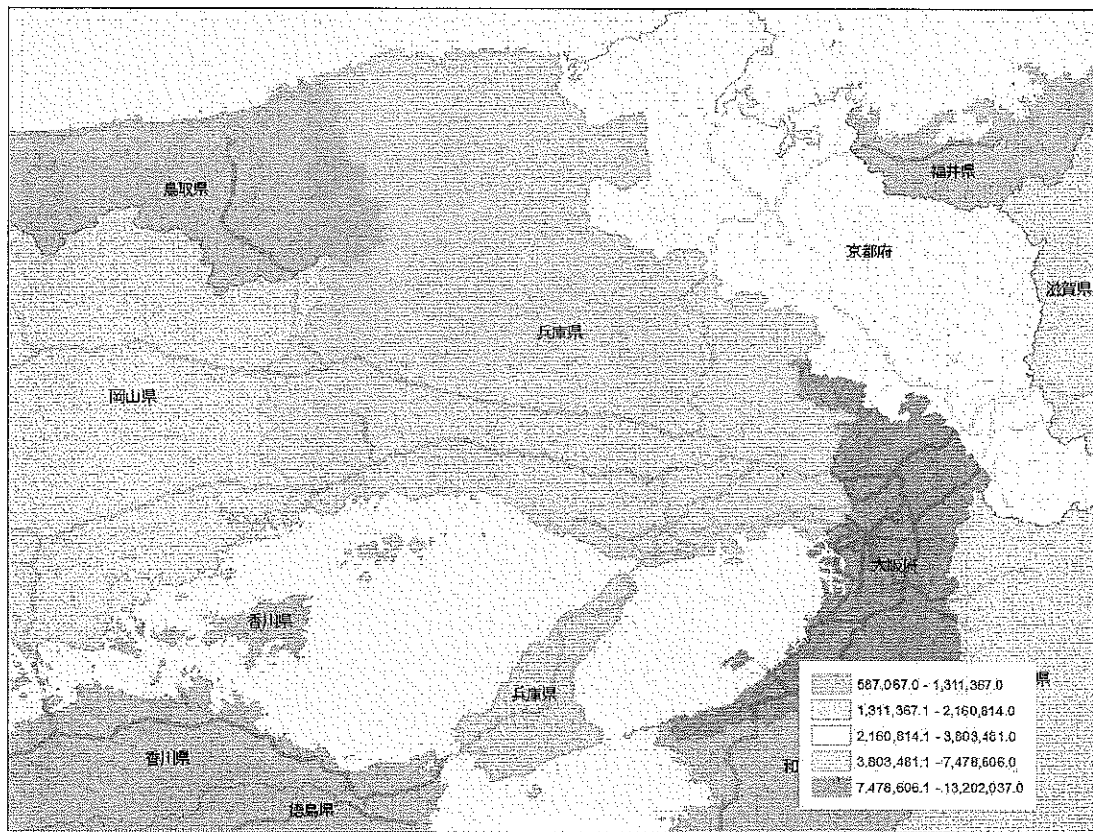 鳥取県
福井県
京都府
滋賀県
兵庫県
岡山県
大阪府
香川県
兵庫県
県
香川県
和
徳島県
587,067.0 - 1,311,367.0
1,311,367.1 - 2,160,814.0
2,160,814.1 - 3,803,481.0
3,803,481.1 - 7,478,606.0
7,478,606.1 - 13,202,037.0